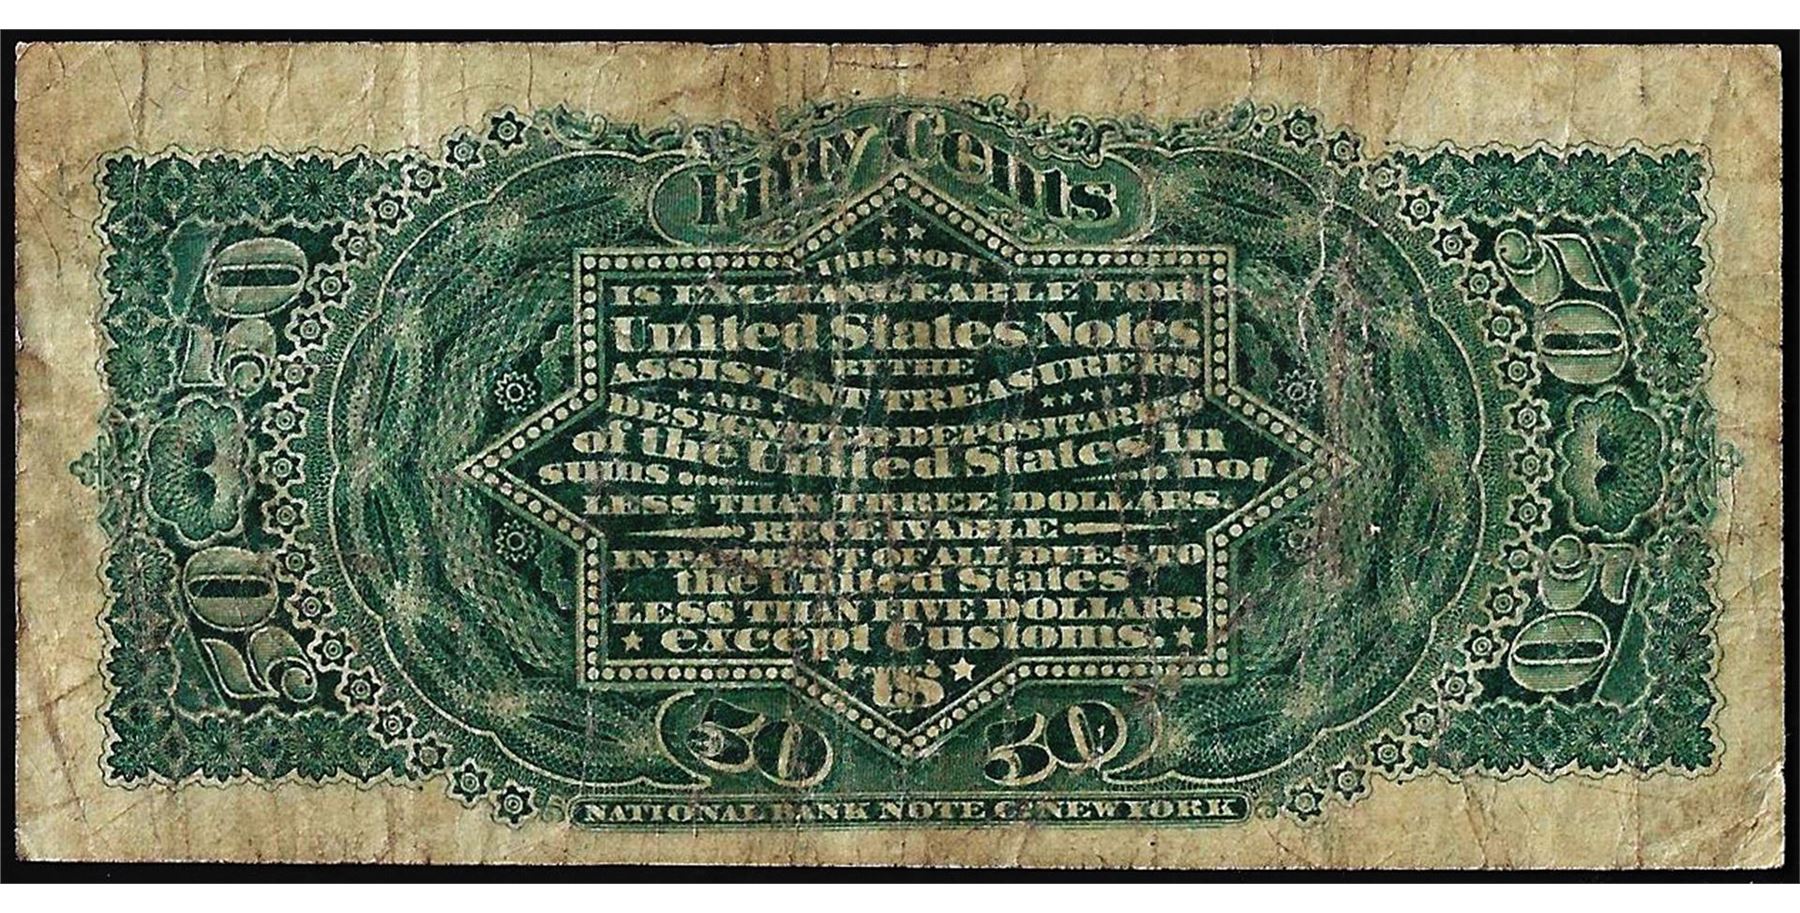 Fifty Cents
THIS NOTE
IS EXCHANGEABLE FOR
United States Notes
BY THE
ASSISTANT TREASURERS
AND
DESIGNATED DEPOSITARIES
of the United States in
sums........ not
LESS THAN THREE DOLLARS.
RECEIVABLE
IN PAYMENT OF ALL DUES TO
the United States
LESS THAN FIVE DOLLARS
except Customs.
US
50 50
50 50
50 50
NATIONAL BANK NOTE Co. NEW YORK